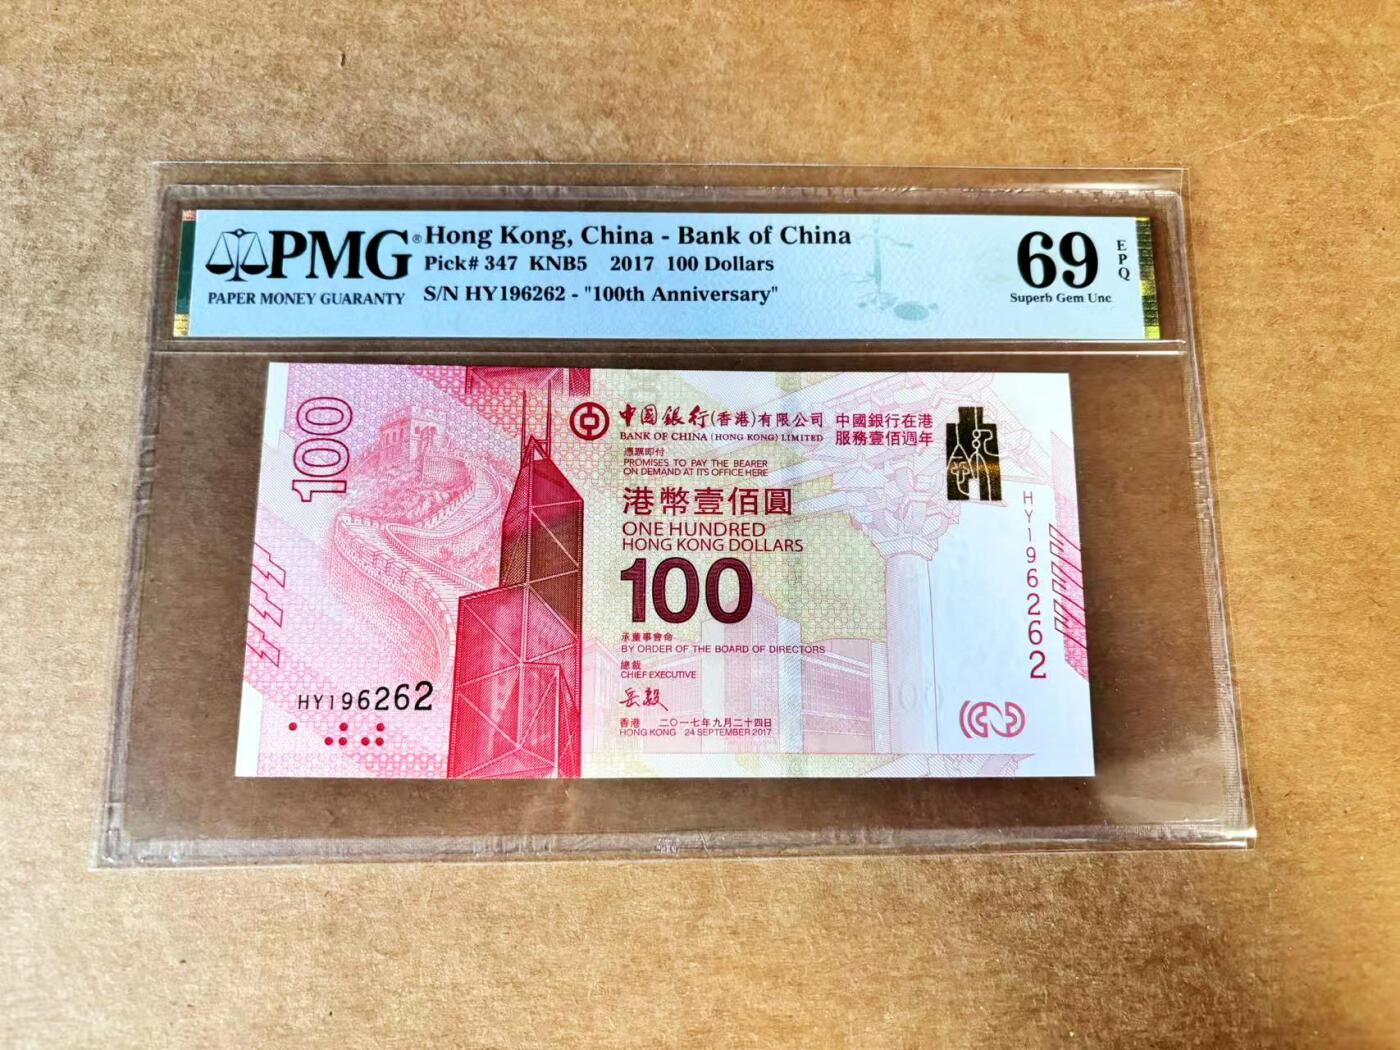 PMG®
PAPER MONEY GUARANTY
Hong Kong, China - Bank of China
Pick# 347 KNB5 2017 100 Dollars
S/N HY196262 - "100th Anniversary"
69
EPQ
Superb Gem Unc
100
中國銀行(香港)有限公司
BANK OF CHINA (HONG KONG) LIMITED
中國銀行在港
服務壹佰週年
憑票即付
PROMISES TO PAY THE BEARER
ON DEMAND AT ITS OFFICE HERE
港幣壹佰圓
ONE HUNDRED
HONG KONG DOLLARS
100
承董事會命
BY ORDER OF THE BOARD OF DIRECTORS
總裁
CHIEF EXECUTIVE
岳毅
香港 二〇一七年九月二十四日
HONG KONG 24 SEPTEMBER 2017
HY196262
HY196262